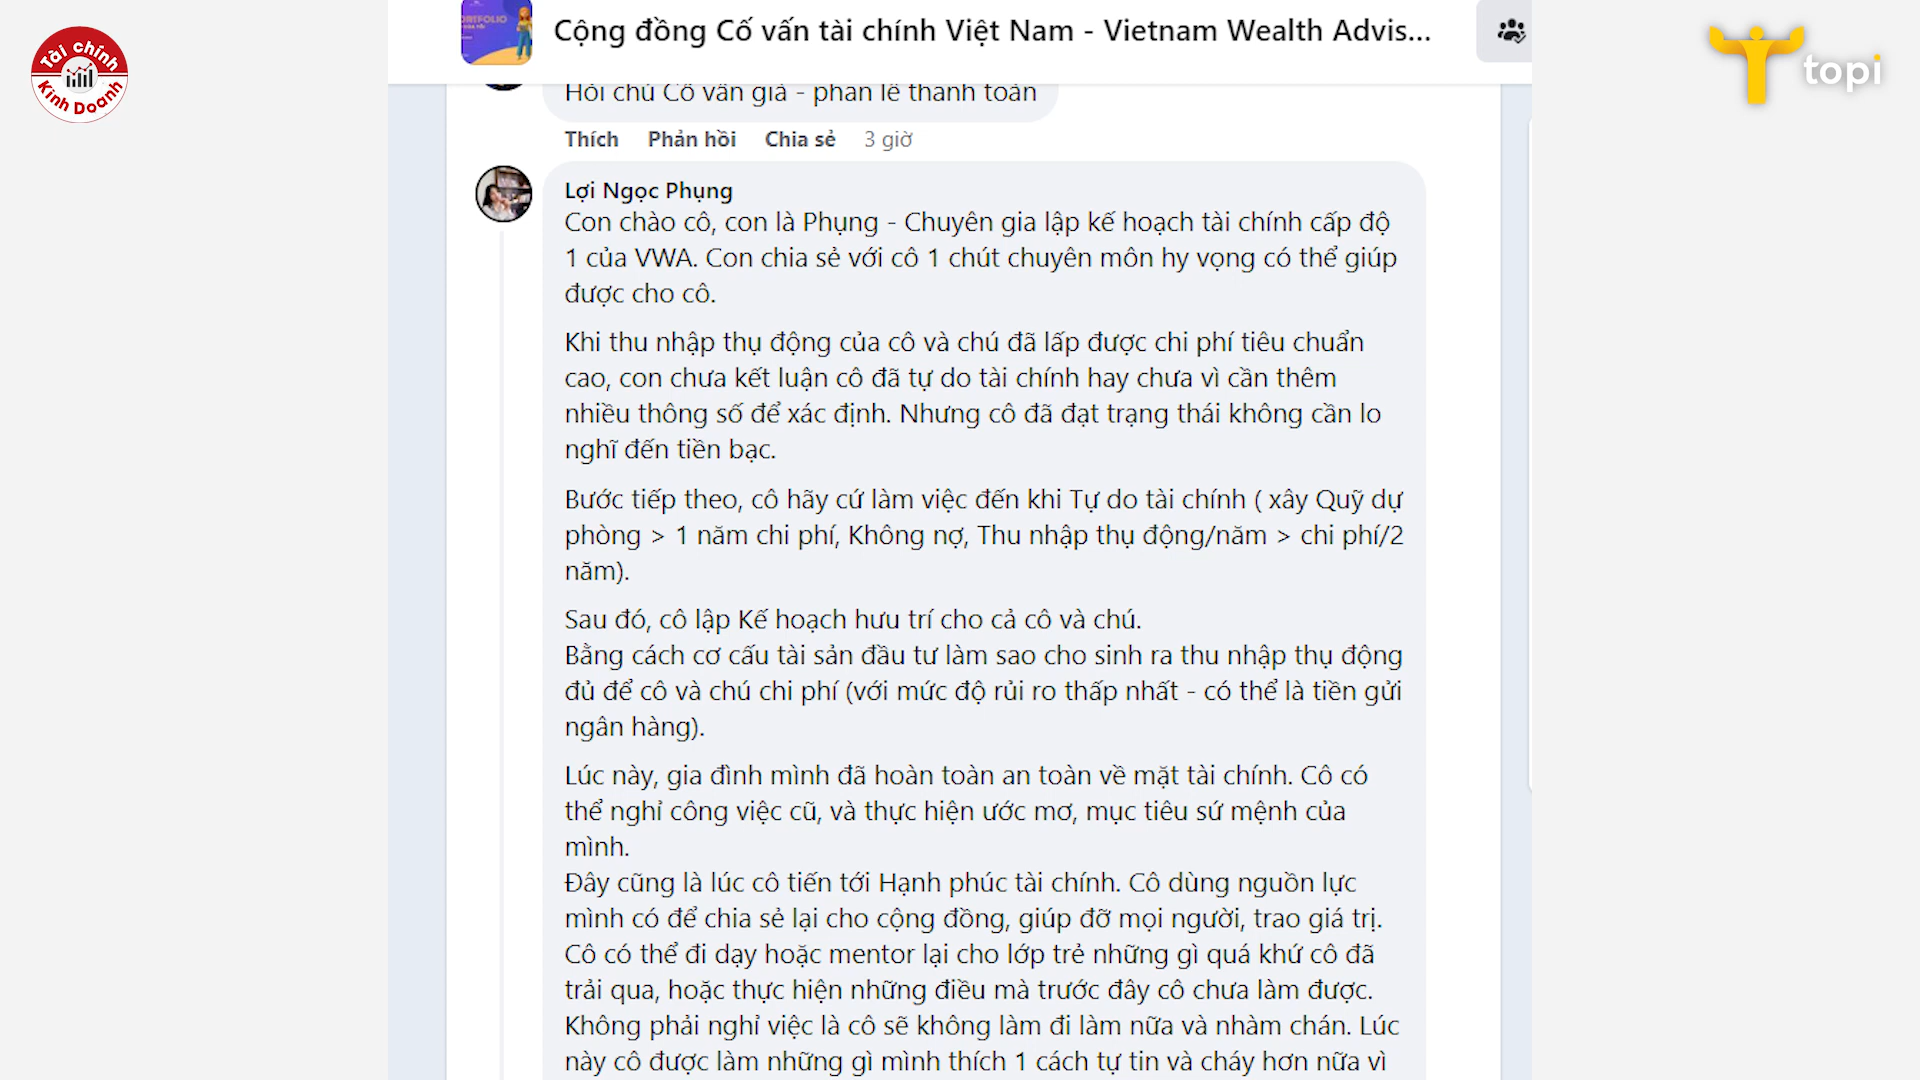 Tài chính
Kinh Doanh
PORTFOLIO
Cộng đồng Cố vấn tài chính Việt Nam - Vietnam Wealth Advis...
topi
Hỏi chú Cố vấn già - phân lê thanh toàn
Thích Phản hồi Chia sẻ 3 giờ
Lợi Ngọc Phụng
Con chào cô, con là Phụng - Chuyên gia lập kế hoạch tài chính cấp độ
1 của VWA. Con chia sẻ với cô 1 chút chuyên môn hy vọng có thể giúp
được cho cô.
Khi thu nhập thụ động của cô và chú đã lấp được chi phí tiêu chuẩn
cao, con chưa kết luận cô đã tự do tài chính hay chưa vì cần thêm
nhiều thông số để xác định. Nhưng cô đã đạt trạng thái không cần lo
nghĩ đến tiền bạc.
Bước tiếp theo, cô hãy cứ làm việc đến khi Tự do tài chính ( xây Quỹ dự
phòng > 1 năm chi phí, Không nợ, Thu nhập thụ động/năm > chi phí/2
năm).
Sau đó, cô lập Kế hoạch hưu trí cho cả cô và chú.
Bằng cách cơ cấu tài sản đầu tư làm sao cho sinh ra thu nhập thụ động
đủ để cô và chú chi phí (với mức độ rủi ro thấp nhất - có thể là tiền gửi
ngân hàng).
Lúc này, gia đình mình đã hoàn toàn an toàn về mặt tài chính. Cô có
thể nghỉ công việc cũ, và thực hiện ước mơ, mục tiêu sứ mệnh của
mình.
Đây cũng là lúc cô tiến tới Hạnh phúc tài chính. Cô dùng nguồn lực
mình có để chia sẻ lại cho cộng đồng, giúp đỡ mọi người, trao giá trị.
Cô có thể đi dạy hoặc mentor lại cho lớp trẻ những gì quá khứ cô đã
trải qua, hoặc thực hiện những điều mà trước đây cô chưa làm được.
Không phải nghỉ việc là cô sẽ không làm đi làm nữa và nhàm chán. Lúc
này cô được làm những gì mình thích 1 cách tự tin và cháy hơn nữa vì